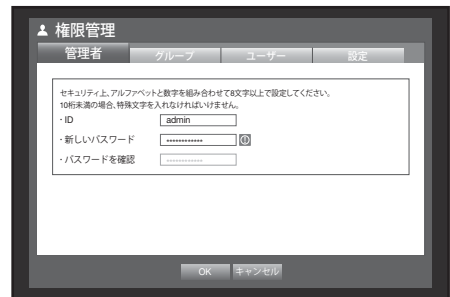 権限管理
管理者 グループ ユーザー 設定
セキュリティ上、アルファベットと数字を組み合わせて8文字以上で設定してください。
10桁未満の場合、特殊文字を入れなければいけません。
· ID admin
· 新しいパスワード ************
· パスワードを確認 ************
OK キャンセル